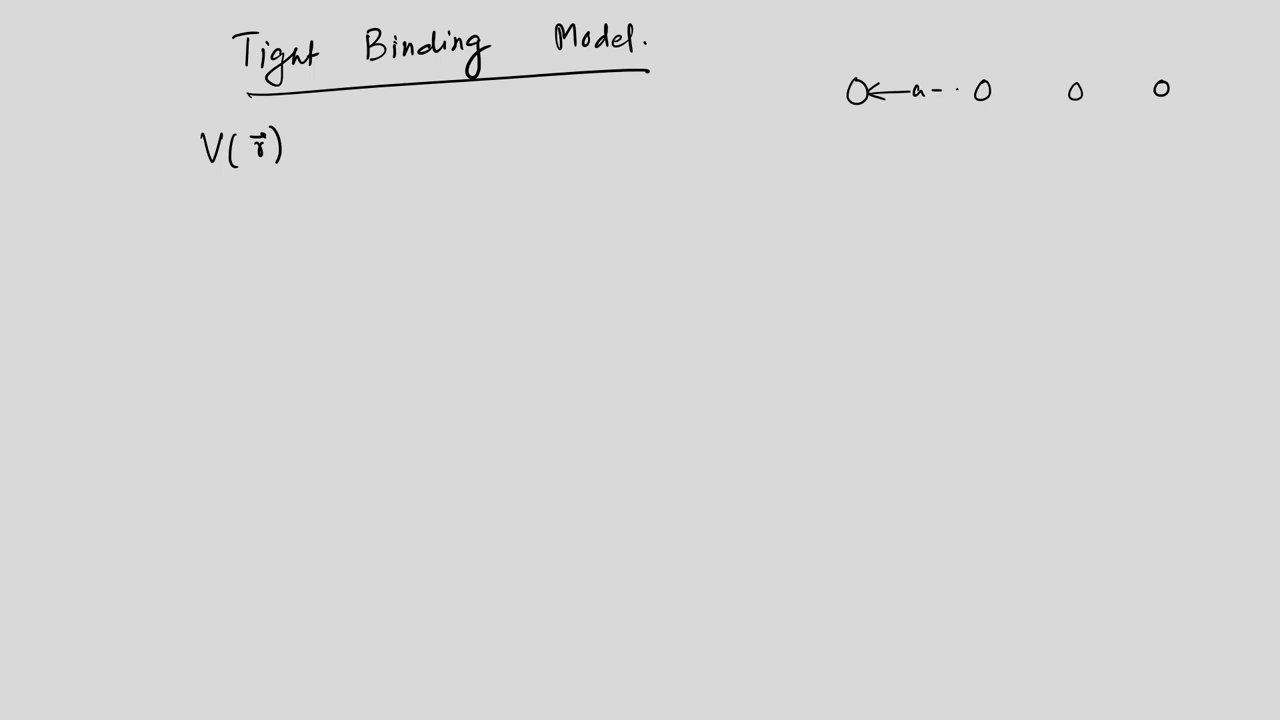 Tight Binding Model.
a
V(r⃗)